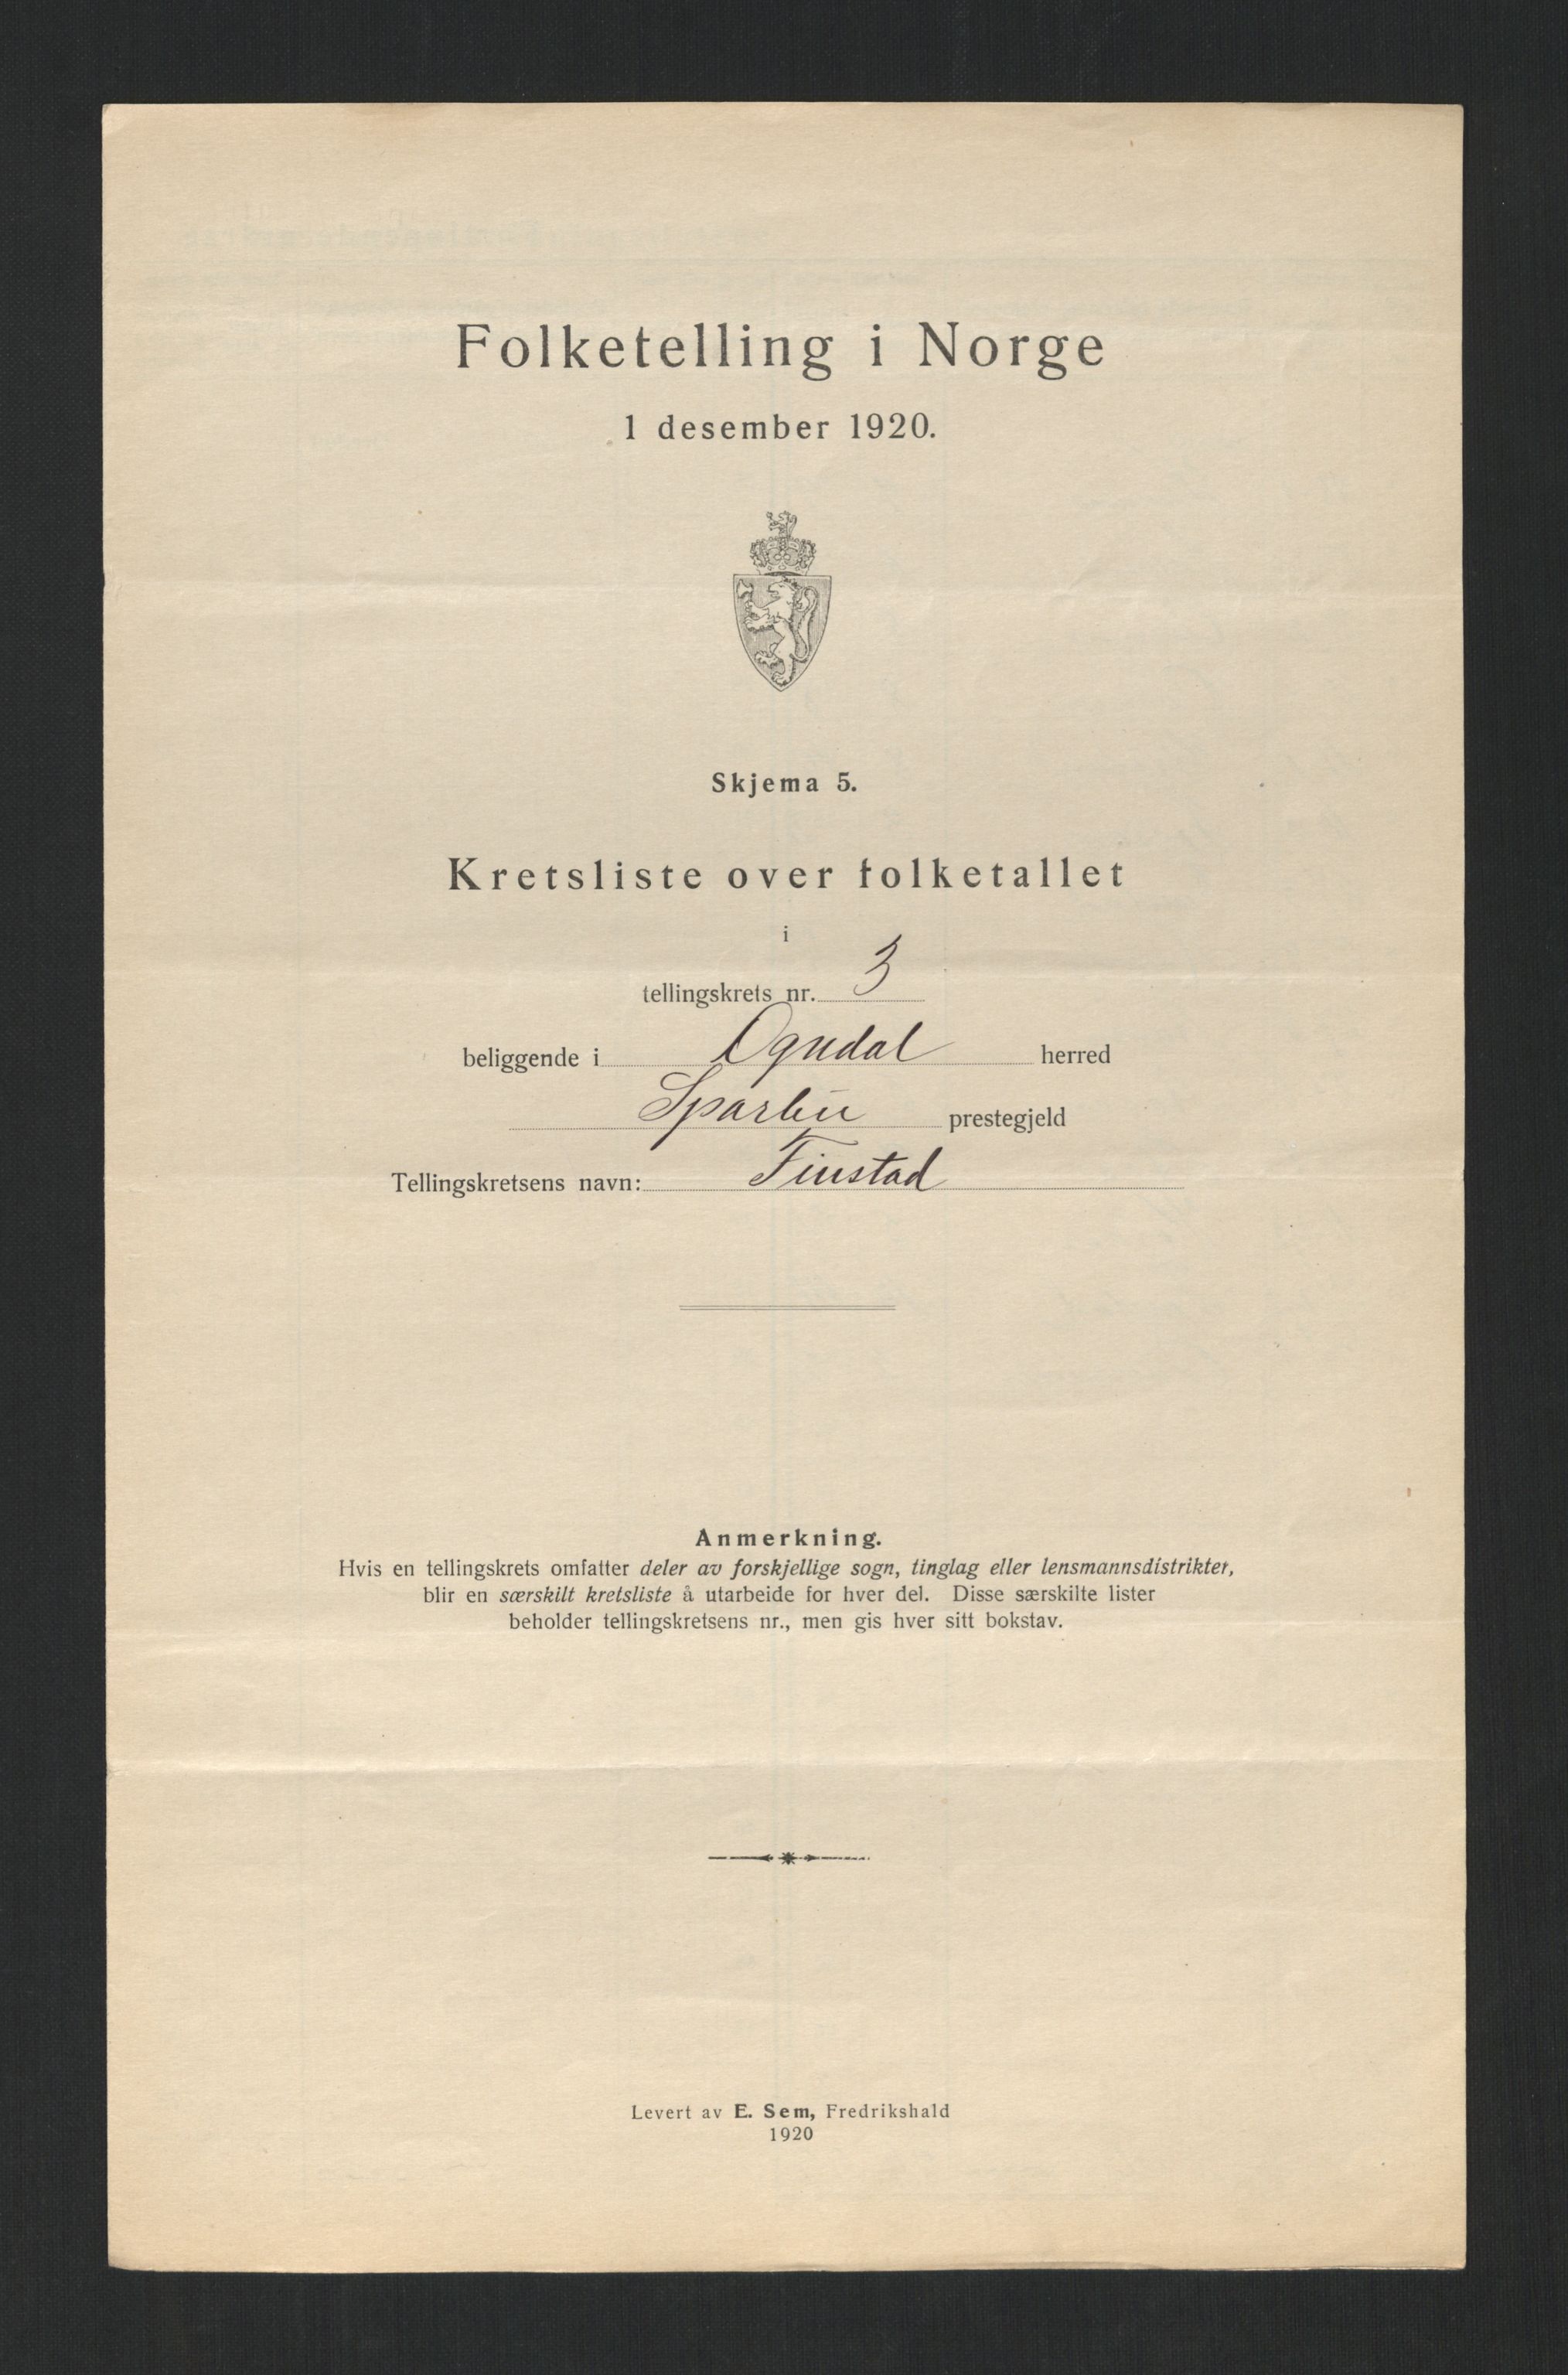 Folketelling i Norge
1 desember 1920.
Skjema 5.
Kretsliste over folketallet
i
tellingskrets nr. 3
beliggende i Ogndal herred
Sparbu prestegjeld
Tellingskretsens navn: Finstad
Anmerkning.
Hvis en tellingskrets omfatter deler av forskjellige sogn, tinglag eller lensmannsdistrikter,
blir en særskilt kretsliste å utarbeide for hver del. Disse særskilte lister
beholder tellingskretsens nr., men gis hver sitt bokstav.
Levert av E. Sem, Fredrikshald
1920